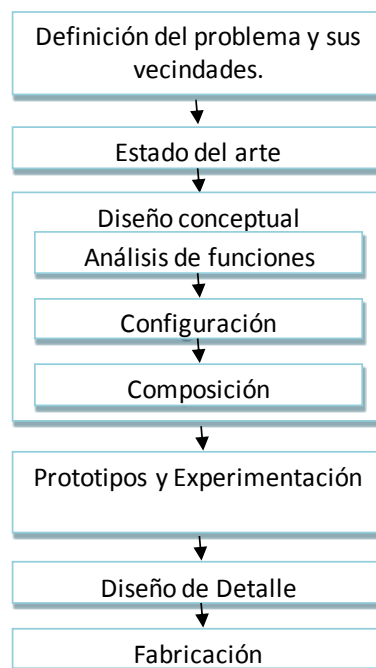 Definición del problema y sus
vecindades.
Estado del arte
Diseño conceptual
Análisis de funciones
Configuración
Composición
Prototipos y Experimentación
Diseño de Detalle
Fabricación